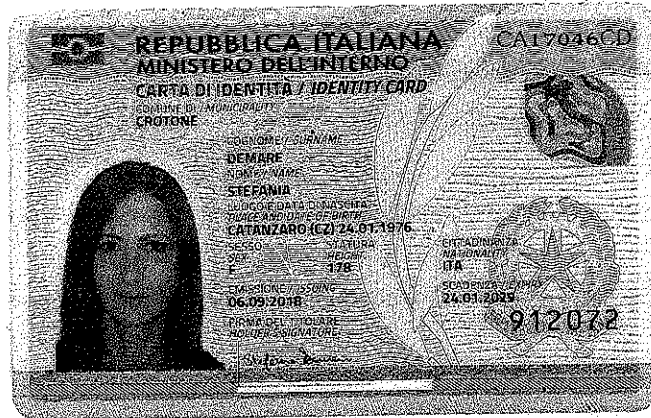 REPUBBLICA ITALIANA
MINISTERO DELL'INTERNO
CA17046CD
CARTA DI IDENTITÀ / IDENTITY CARD
COMUNE DI / MUNICIPALITY
CROTONE
COGNOME / SURNAME
DEMARE
NOME / NAME
STEFANIA
LUOGO E DATA DI NASCITA
PLACE AND DATE OF BIRTH
CATANZARO (CZ) 24.01.1976
SESSO STATURA CITTADINANZA
SEX HEIGHT NATIONALITY
F 178 ITA
EMISSIONE / ISSUING SCADENZA / EXPIRY
06.09.2018 24.01.2029
FIRMA DEL TITOLARE
HOLDER'S SIGNATURE
912072